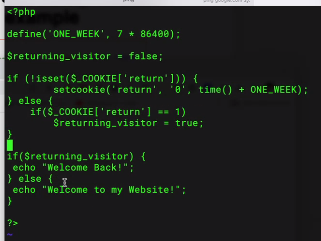 <?php
define('ONE_WEEK', 7 * 86400);
$returning_visitor = false;
if (!isset($_COOKIE['return'])) {
setcookie('return', '0', time() + ONE_WEEK);
} else {
if($_COOKIE['return'] == 1)
$returning_visitor = true;
}
if($returning_visitor) {
echo "Welcome Back!";
} else {
echo "Welcome to my Website!";
}
?>
~